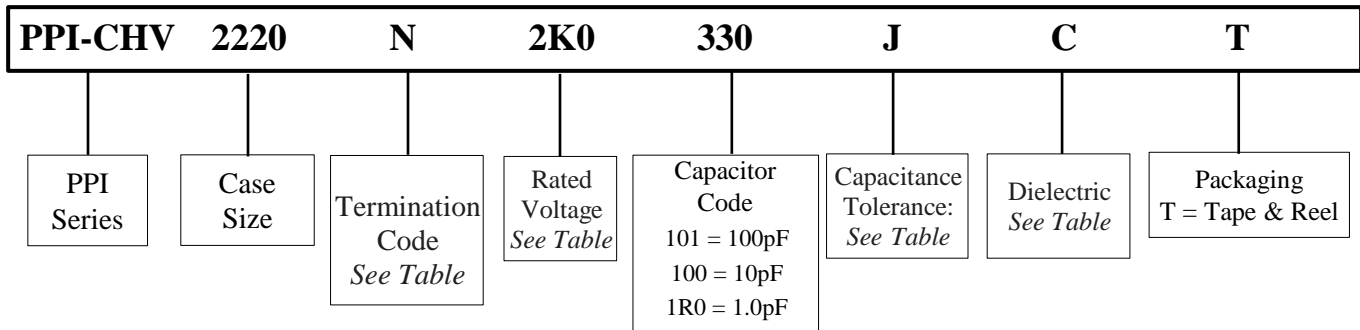 PPI-CHV 2220 N 2K0 330 J C T
PPI
Series
Case
Size
Termination
Code
See Table
Rated
Voltage
See Table
Capacitor
Code
101 = 100pF
100 = 10pF
1R0 = 1.0pF
Capacitance
Tolerance:
See Table
Dielectric
See Table
Packaging
T = Tape & Reel